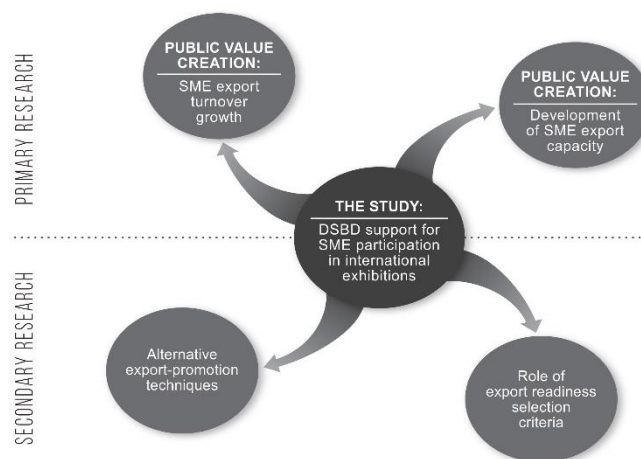 PRIMARY RESEARCH
PUBLIC VALUE
CREATION:
SME export
turnover
growth
PUBLIC VALUE
CREATION:
Development
of SME export
capacity
THE STUDY:
DSBD support for
SME participation
in international
exhibitions
SECONDARY RESEARCH
Alternative
export-promotion
techniques
Role of
export readiness
selection
criteria